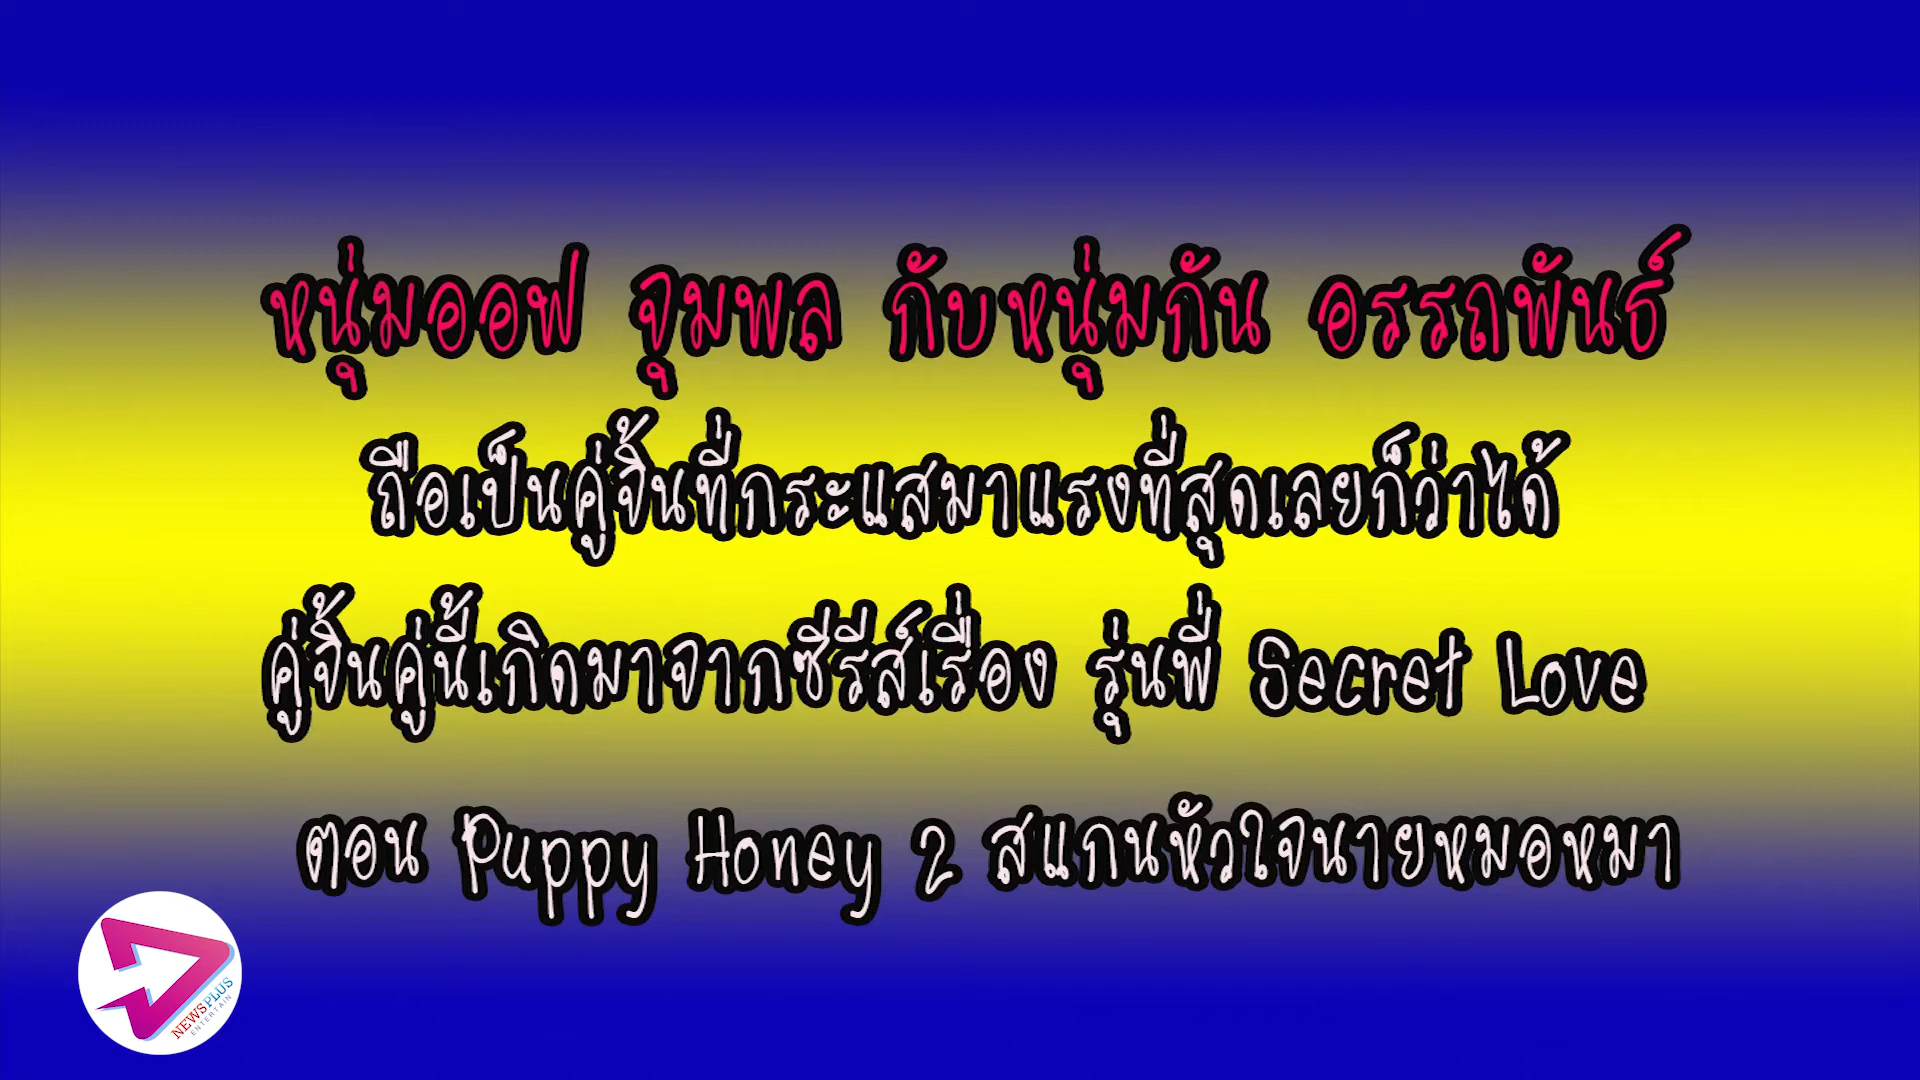 หนุ่มออฟ จุมพล กับหนุ่มกัน อรรถพันธ์
ถือเป็นคู่จิ้นที่กระแสมาแรงที่สุดเลยก็ว่าได้
คู่จิ้นคู่นี้เกิดมาจากซีรีส์เรื่อง รุ่นพี่ Secret Love
ตอน Puppy Honey 2 สแกนหัวใจนายหมอหมา
NEWSPLUS
ENTERTAIN